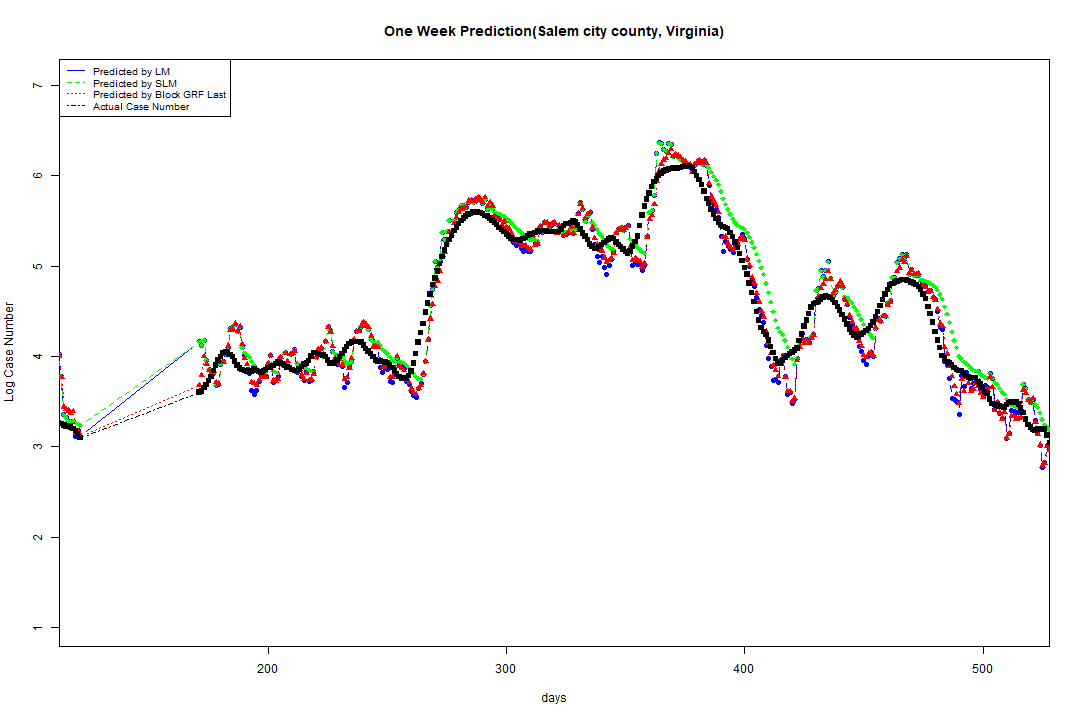 One Week Prediction(Salem city county, Virginia)
Predicted by LM
Predicted by SLM
Predicted by Block GRF Last
Actual Case Number
7
6
5
4
3
2
1
Log Case Number
200
300
400
500
days